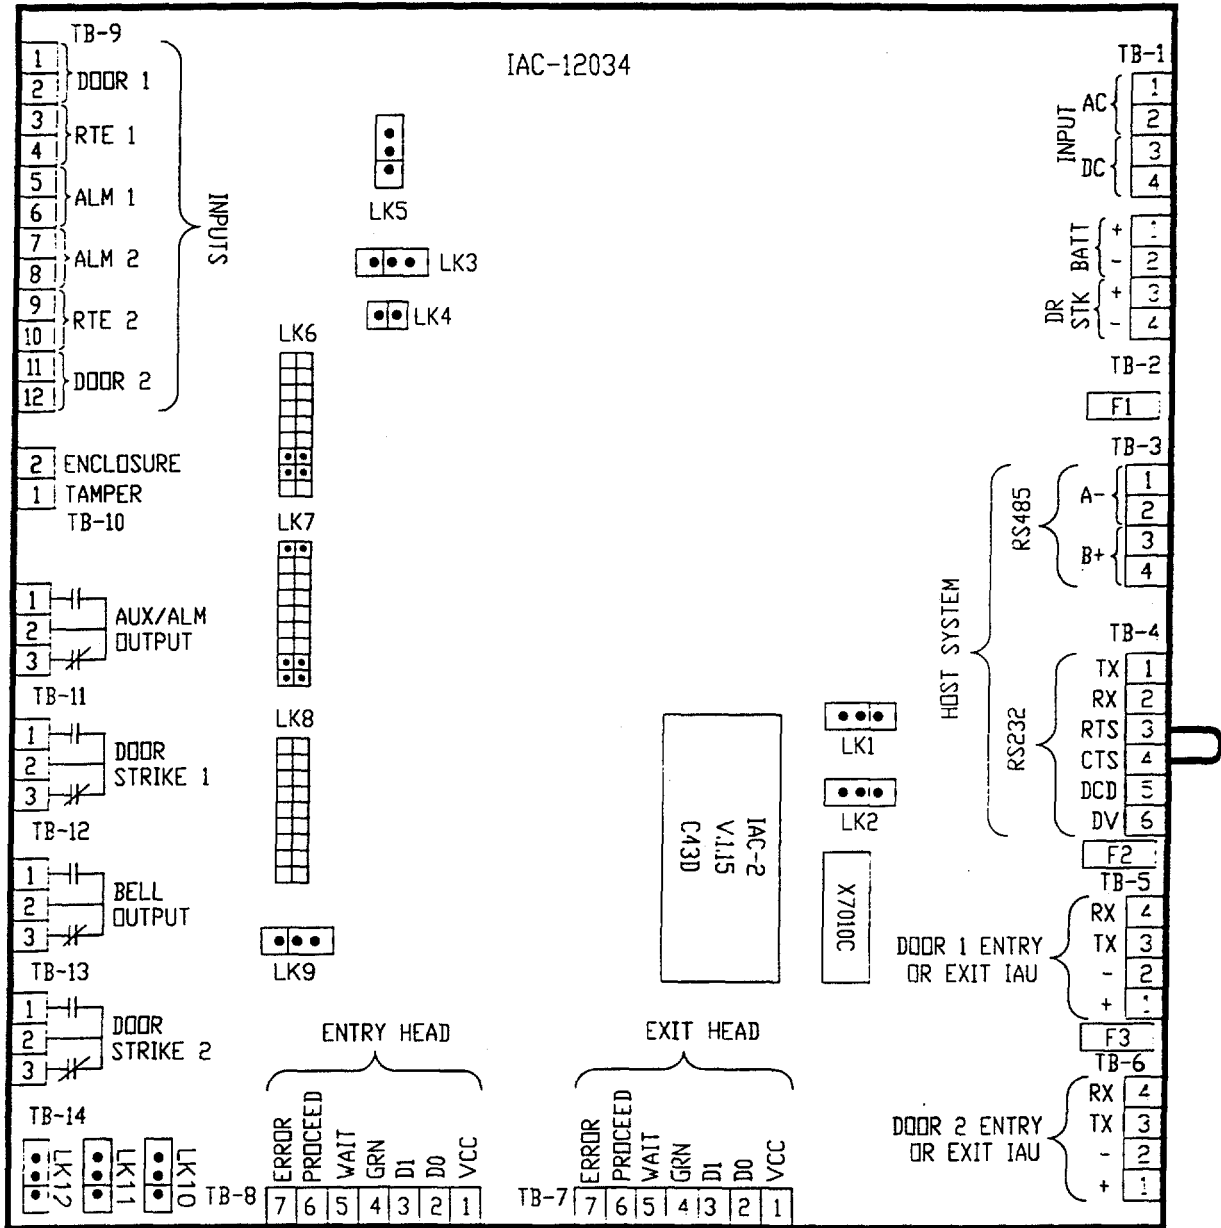 IAC-12034
TB-9
1
2
DOOR 1
3
4
RTE 1
5
6
ALM 1
7
8
ALM 2
9
10
RTE 2
11
12
DOOR 2
INPUTS
2
1
ENCLOSURE
TAMPER
TB-10
1
2
3
AUX/ALM
OUTPUT
TB-11
1
2
3
DOOR
STRIKE 1
TB-12
1
2
3
BELL
OUTPUT
TB-13
1
2
3
DOOR
STRIKE 2
TB-14
LK12
LK11
LK10
LK5
LK3
LK4
LK6
LK7
LK8
LK9
LK1
LK2
IAC-2
V.1.15
C43D
X7010C
ENTRY HEAD
ERROR
PROCEED
WAIT
GRN
D1
D0
VCC
TB-8
7
6
5
4
3
2
1
EXIT HEAD
ERROR
PROCEED
WAIT
GRN
D1
D0
VCC
TB-7
7
6
5
4
3
2
1
TB-1
INPUT
AC
1
2
DC
3
4
BATT
+ 1
- 2
DR
STK
+ 3
- 4
TB-2
F1
TB-3
HOST SYSTEM
RS485
A-
1
2
B+
3
4
TB-4
RS232
TX 1
RX 2
RTS 3
CTS 4
DCD 5
DV 6
F2
TB-5
DOOR 1 ENTRY
OR EXIT IAU
RX 4
TX 3
- 2
+ 1
F3
TB-6
DOOR 2 ENTRY
OR EXIT IAU
RX 4
TX 3
- 2
+ 1